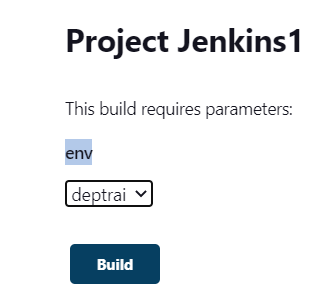 Project Jenkins1
This build requires parameters:
env
deptrai
Build